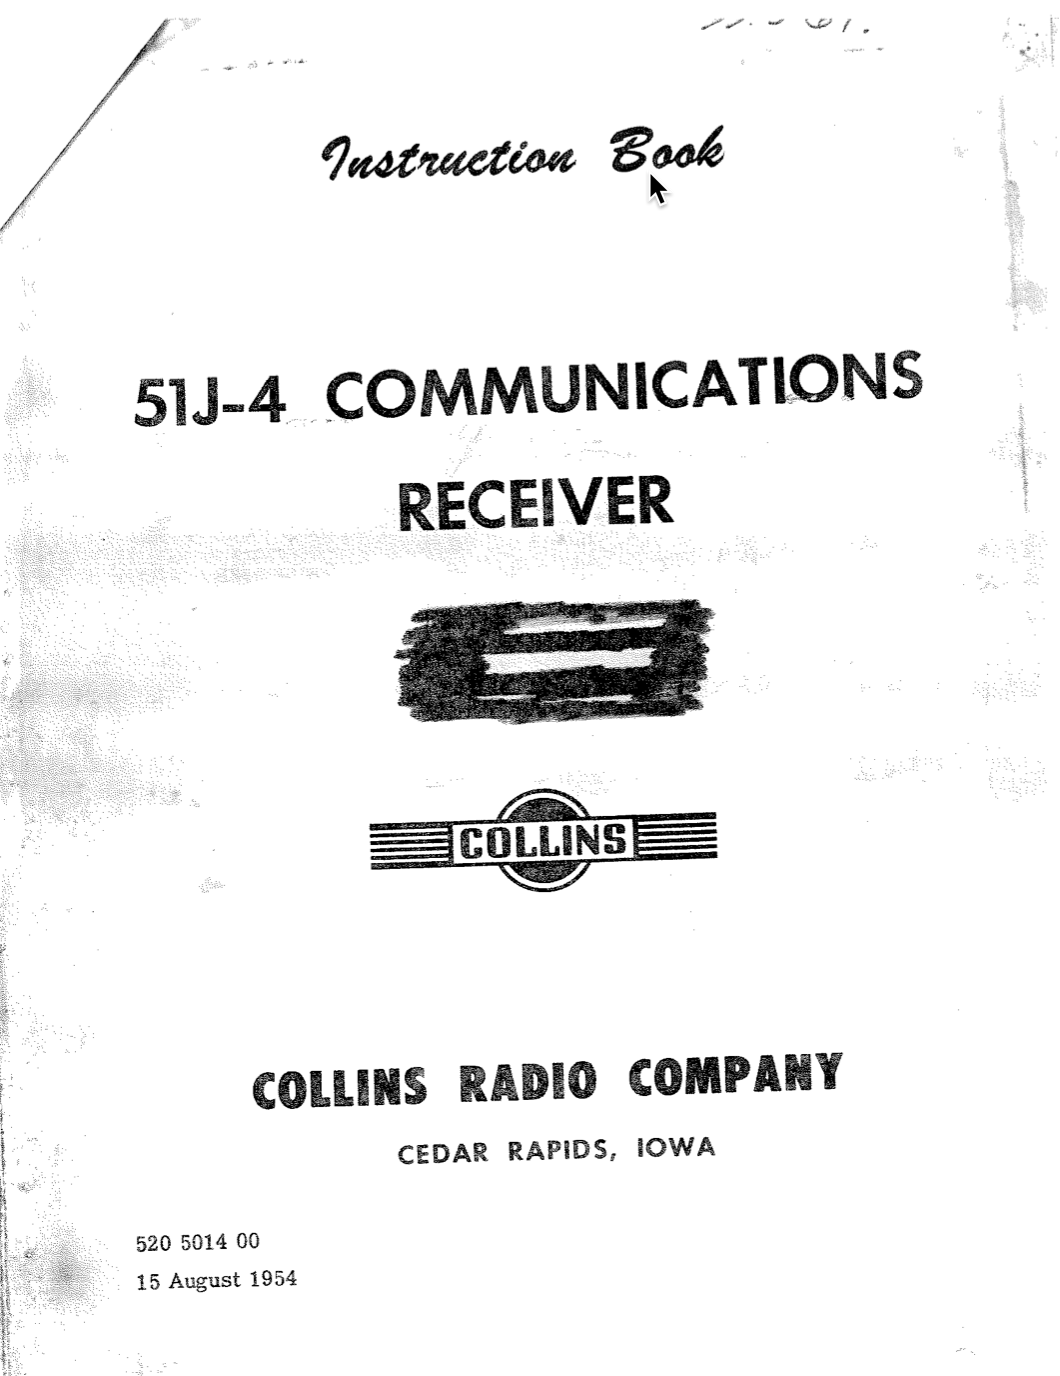 Instruction Book
51J-4 COMMUNICATIONS
RECEIVER
COLLINS
COLLINS RADIO COMPANY
CEDAR RAPIDS, IOWA
520 5014 00
15 August 1954